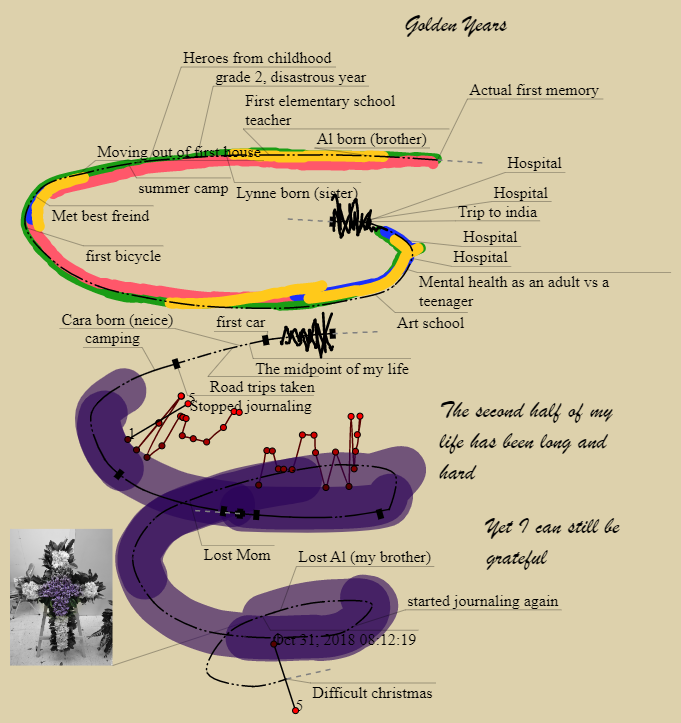 Golden Years
Heroes from childhood
grade 2, disastrous year
Actual first memory
First elementary school
teacher
Al born (brother)
Moving out of first house
Hospital
summer camp
Lynne born (sister)
Hospital
Met best freind
Trip to india
Hospital
first bicycle
Hospital
Mental health as an adult vs a
teenager
Cara born (neice)
first car
Art school
camping
The midpoint of my life
Road trips taken
5
Stopped journaling
1
The second half of my
life has been long and
hard
Yet I can still be
grateful
Lost Mom
Lost Al (my brother)
started journaling again
Oct 31, 2018 08:12:19
Difficult christmas
5